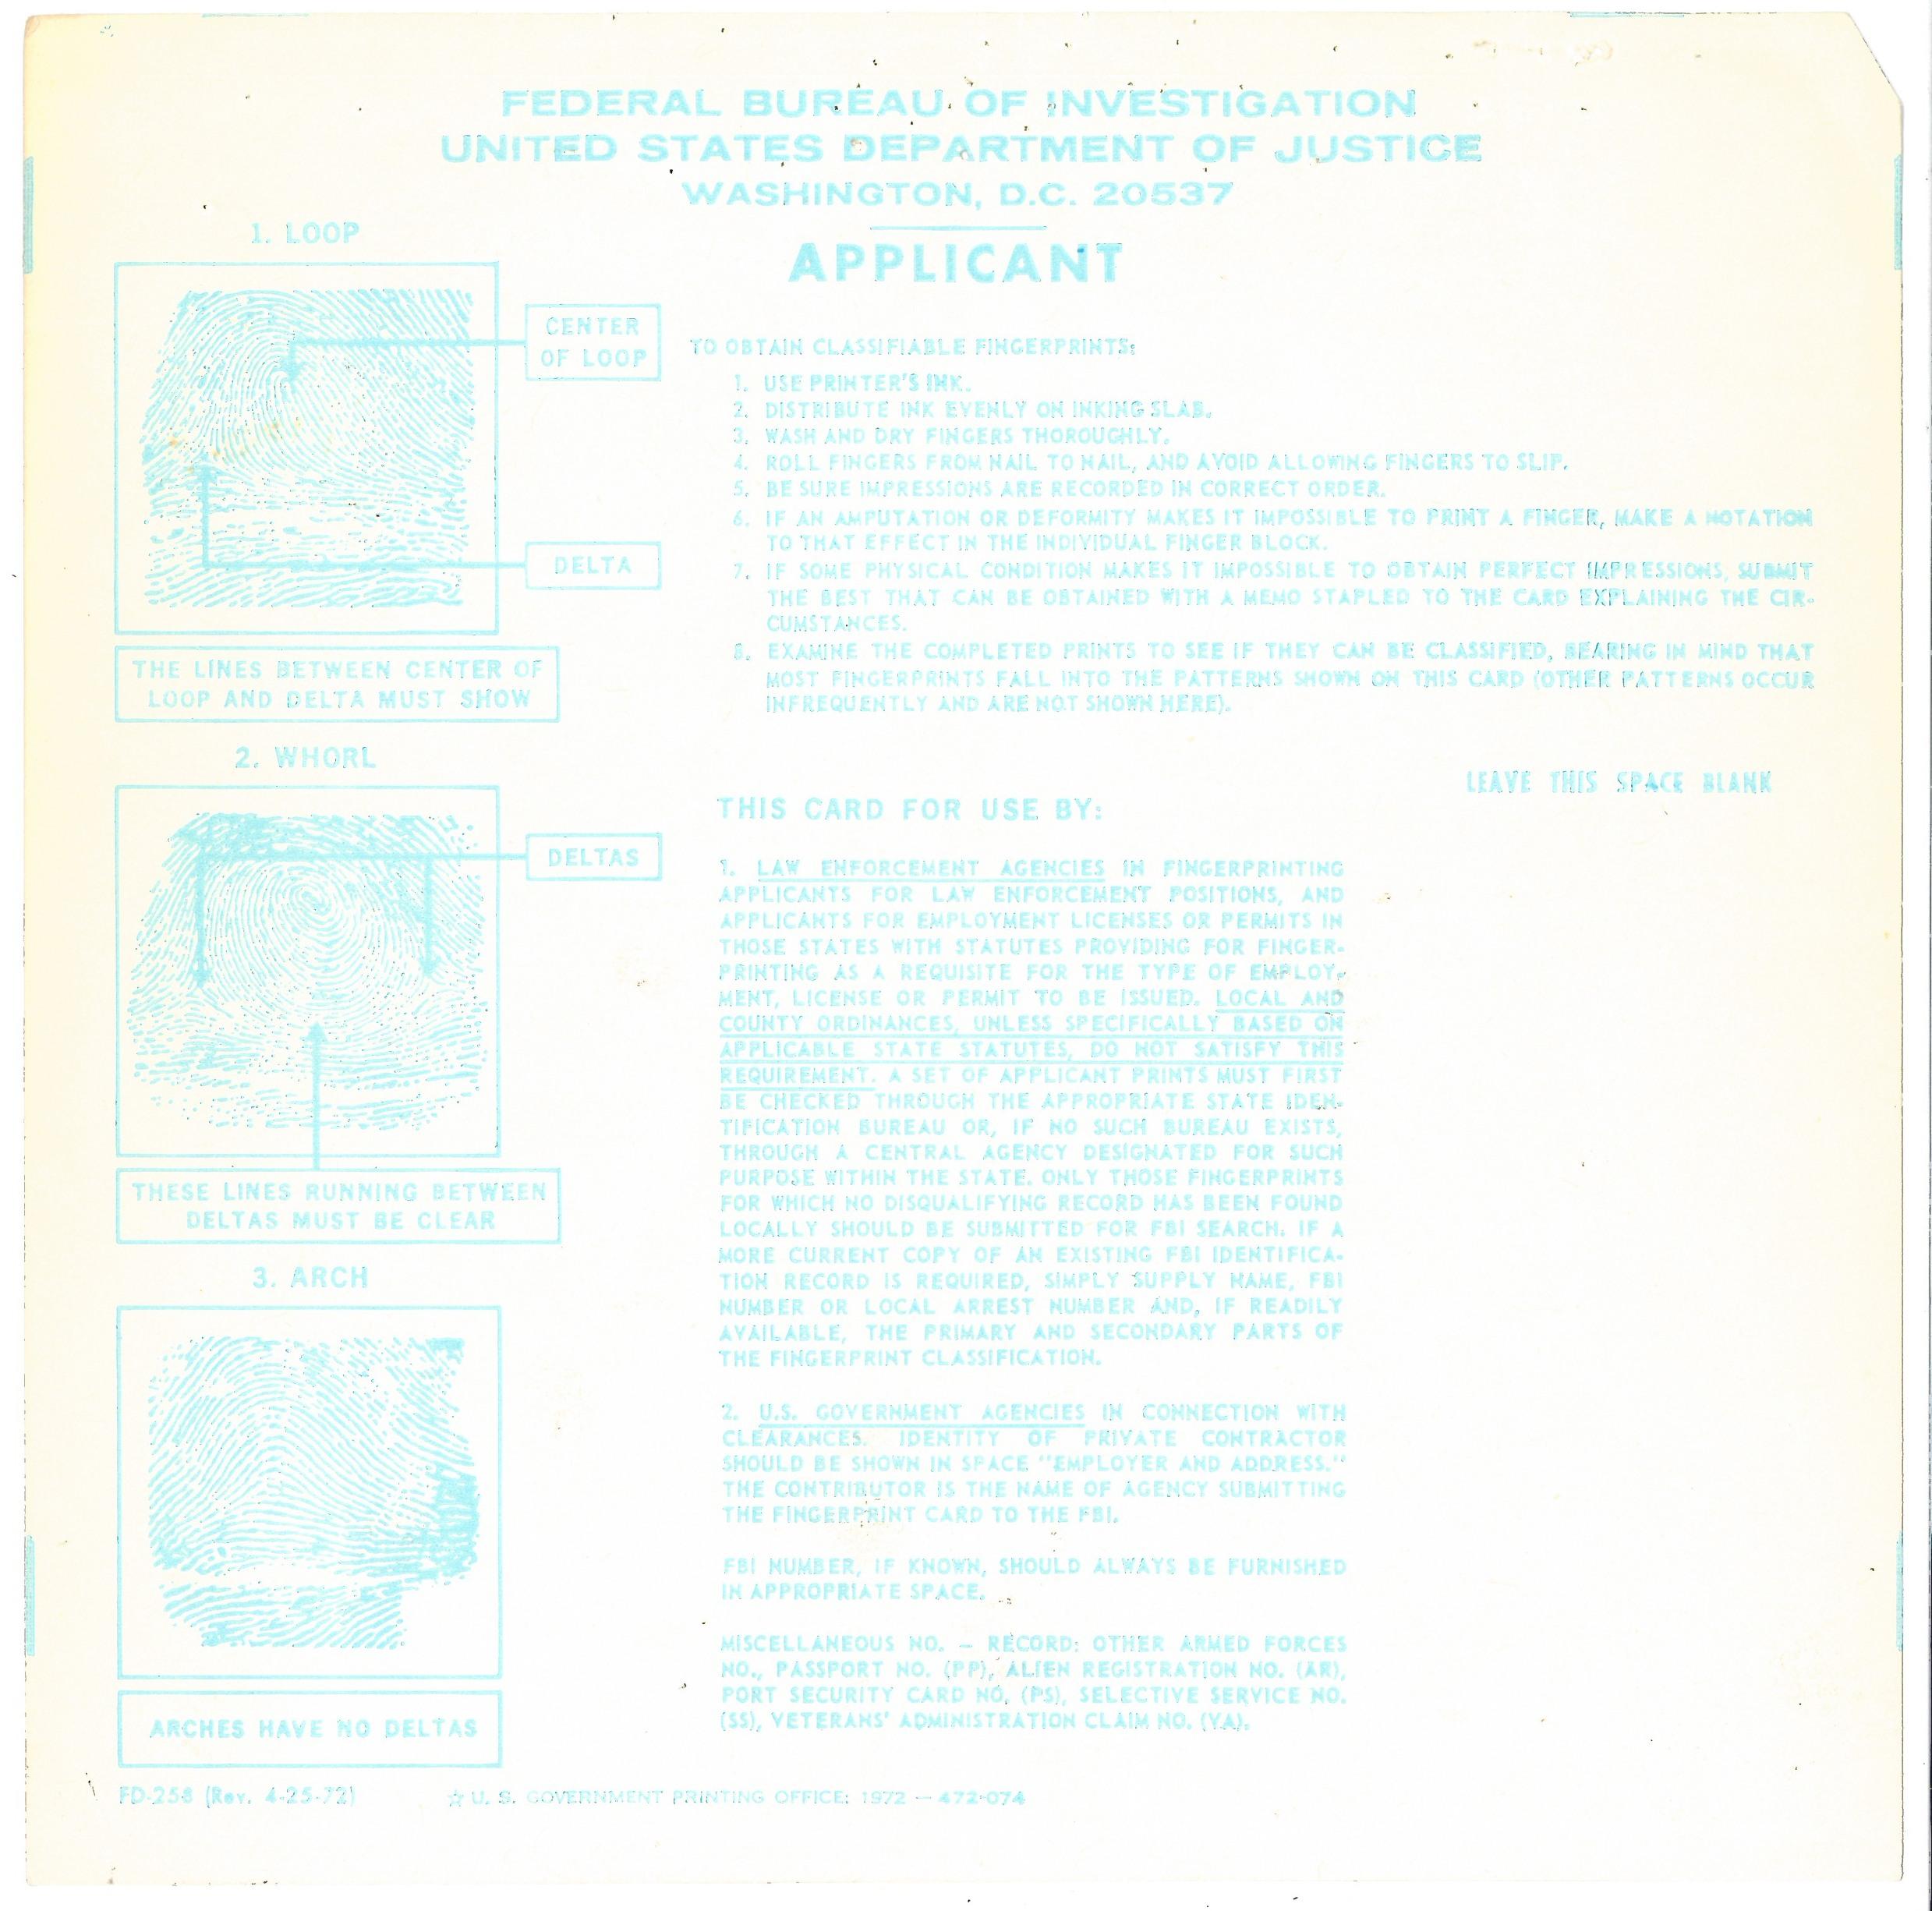 FEDERAL BUREAU OF INVESTIGATION
UNITED STATES DEPARTMENT OF JUSTICE
WASHINGTON, D.C. 20537
APPLICANT
1. LOOP
CENTER
OF LOOP
DELTA
THE LINES BETWEEN CENTER OF
LOOP AND DELTA MUST SHOW
2. WHORL
DELTAS
THESE LINES RUNNING BETWEEN
DELTAS MUST BE CLEAR
3. ARCH
ARCHES HAVE NO DELTAS
TO OBTAIN CLASSIFIABLE FINGERPRINTS:
1. USE PRINTER'S INK.
2. DISTRIBUTE INK EVENLY ON INKING SLAB.
3. WASH AND DRY FINGERS THOROUGHLY.
4. ROLL FINGERS FROM NAIL TO NAIL, AND AVOID ALLOWING FINGERS TO SLIP.
5. BE SURE IMPRESSIONS ARE RECORDED IN CORRECT ORDER.
6. IF AN AMPUTATION OR DEFORMITY MAKES IT IMPOSSIBLE TO PRINT A FINGER, MAKE A NOTATION
TO THAT EFFECT IN THE INDIVIDUAL FINGER BLOCK.
7. IF SOME PHYSICAL CONDITION MAKES IT IMPOSSIBLE TO OBTAIN PERFECT IMPRESSIONS, SUBMIT
THE BEST THAT CAN BE OBTAINED WITH A MEMO STAPLED TO THE CARD EXPLAINING THE CIR-
CUMSTANCES.
8. EXAMINE THE COMPLETED PRINTS TO SEE IF THEY CAN BE CLASSIFIED, BEARING IN MIND THAT
MOST FINGERPRINTS FALL INTO THE PATTERNS SHOWN ON THIS CARD (OTHER PATTERNS OCCUR
INFREQUENTLY AND ARE NOT SHOWN HERE).
LEAVE THIS SPACE BLANK
THIS CARD FOR USE BY:
1. LAW ENFORCEMENT AGENCIES IN FINGERPRINTING
APPLICANTS FOR LAW ENFORCEMENT POSITIONS, AND
APPLICANTS FOR EMPLOYMENT LICENSES OR PERMITS IN
THOSE STATES WITH STATUTES PROVIDING FOR FINGER-
PRINTING AS A REQUISITE FOR THE TYPE OF EMPLOY-
MENT, LICENSE OR PERMIT TO BE ISSUED. LOCAL AND
COUNTY ORDINANCES, UNLESS SPECIFICALLY BASED ON
APPLICABLE STATE STATUTES, DO NOT SATISFY THIS
REQUIREMENT. A SET OF APPLICANT PRINTS MUST FIRST
BE CHECKED THROUGH THE APPROPRIATE STATE IDEN-
TIFICATION BUREAU OR, IF NO SUCH BUREAU EXISTS,
THROUGH A CENTRAL AGENCY DESIGNATED FOR SUCH
PURPOSE WITHIN THE STATE. ONLY THOSE FINGERPRINTS
FOR WHICH NO DISQUALIFYING RECORD HAS BEEN FOUND
LOCALLY SHOULD BE SUBMITTED FOR FBI SEARCH. IF A
MORE CURRENT COPY OF AN EXISTING FBI IDENTIFICA-
TION RECORD IS REQUIRED, SIMPLY SUPPLY NAME, FBI
NUMBER OR LOCAL ARREST NUMBER AND, IF READILY
AVAILABLE, THE PRIMARY AND SECONDARY PARTS OF
THE FINGERPRINT CLASSIFICATION.
2. U.S. GOVERNMENT AGENCIES IN CONNECTION WITH
CLEARANCES. IDENTITY OF PRIVATE CONTRACTOR
SHOULD BE SHOWN IN SPACE "EMPLOYER AND ADDRESS."
THE CONTRIBUTOR IS THE NAME OF AGENCY SUBMITTING
THE FINGERPRINT CARD TO THE FBI.
FBI NUMBER, IF KNOWN, SHOULD ALWAYS BE FURNISHED
IN APPROPRIATE SPACE.
MISCELLANEOUS NO. – RECORD: OTHER ARMED FORCES
NO., PASSPORT NO. (PP), ALIEN REGISTRATION NO. (AR),
PORT SECURITY CARD NO. (PS), SELECTIVE SERVICE NO.
(SS), VETERANS' ADMINISTRATION CLAIM NO. (VA).
FD-258 (Rev. 4-25-72)
☆ U. S. GOVERNMENT PRINTING OFFICE: 1972 — 472-074